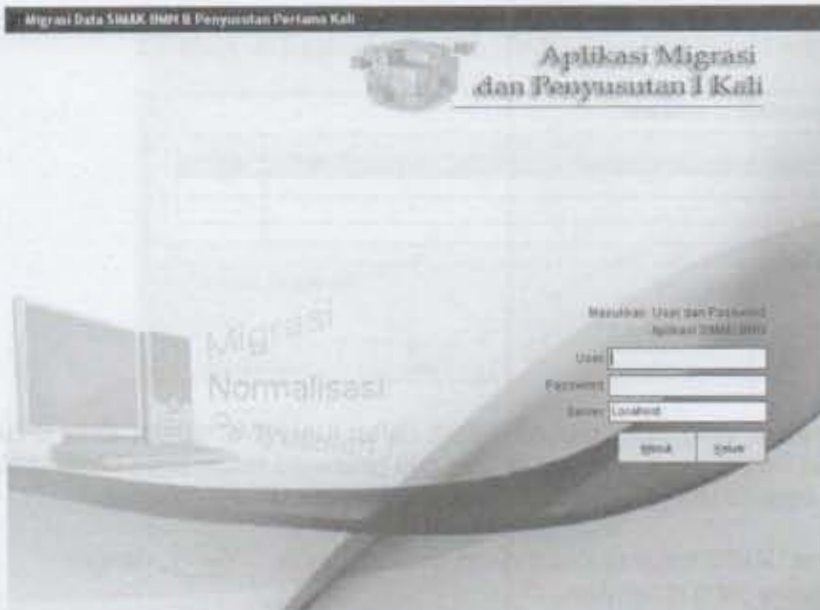 Migrasi Data SIMAK BMN & Penyusutan Pertama Kali
Aplikasi Migrasi
dan Penyusutan I Kali
Migrasi
Normalisasi
Masukkan User dan Password
Aplikasi SIMAK BMN
User
Password
Server Localhost
Masuk Keluar